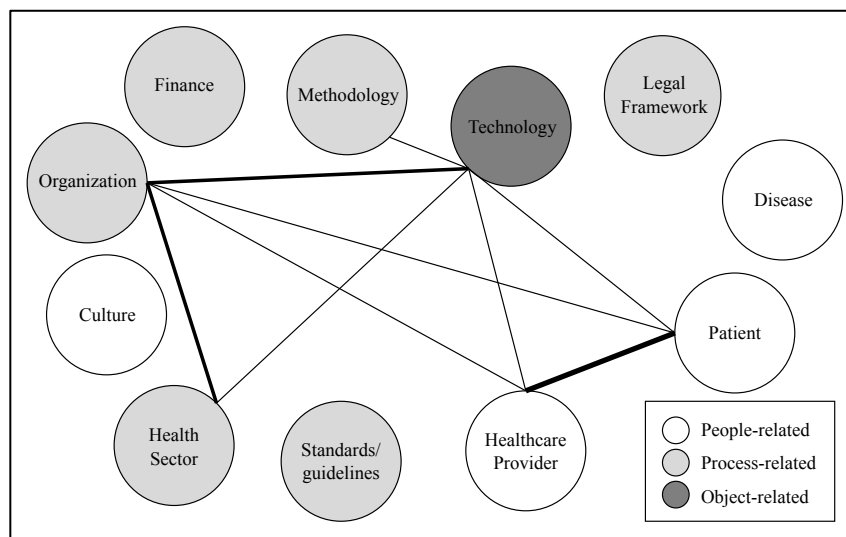 Finance
Methodology
Technology
Legal
Framework
Organization
Disease
Culture
Patient
Health
Sector
Standards/
guidelines
Healthcare
Provider
People-related
Process-related
Object-related